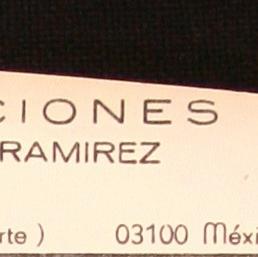 CIONES
RAMIREZ
rte ) 03100 Méxi